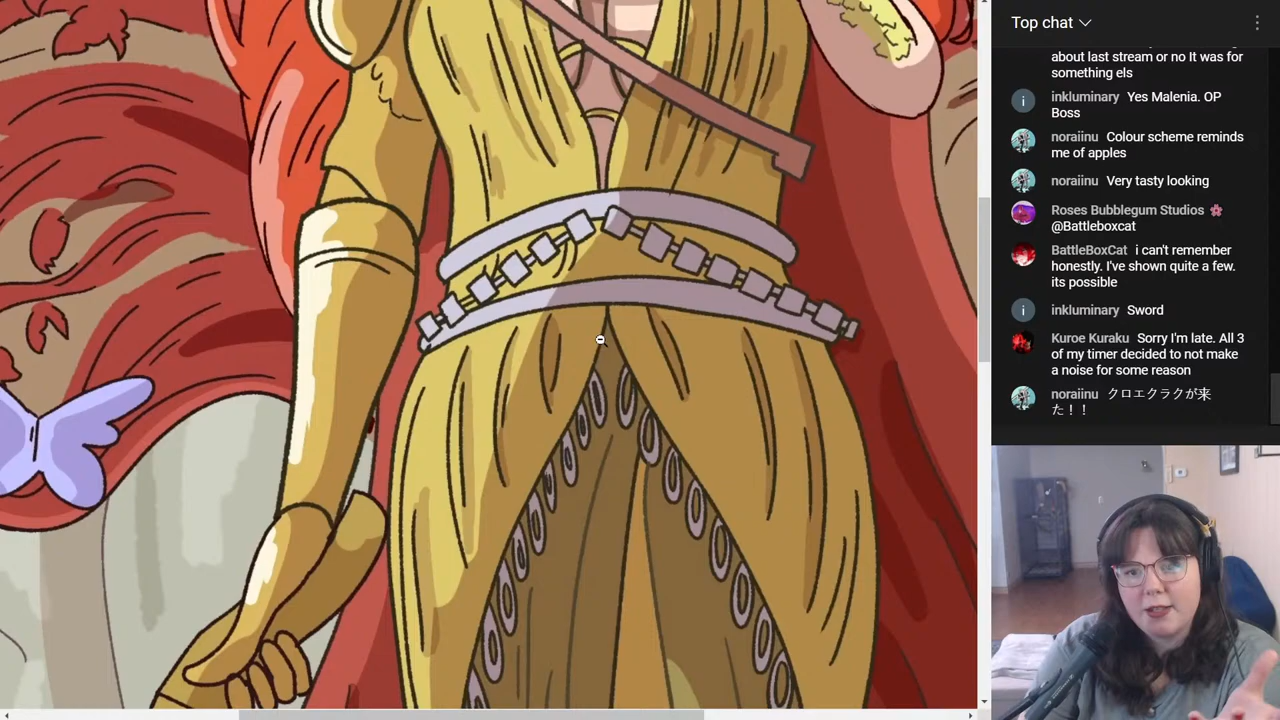 Top chat
about last stream or no It was for
something els
inkluminary Yes Malenia. OP
Boss
noraiinu Colour scheme reminds
me of apples
noraiinu Very tasty looking
Roses Bubblegum Studios 🌸
@Battleboxcat
BattleBoxCat i can't remember
honestly. I've shown quite a few.
its possible
inkluminary Sword
Kuroe Kuraku Sorry I'm late. All 3
of my timer decided to not make
a noise for some reason
noraiinu クロエクラクが来
た！！